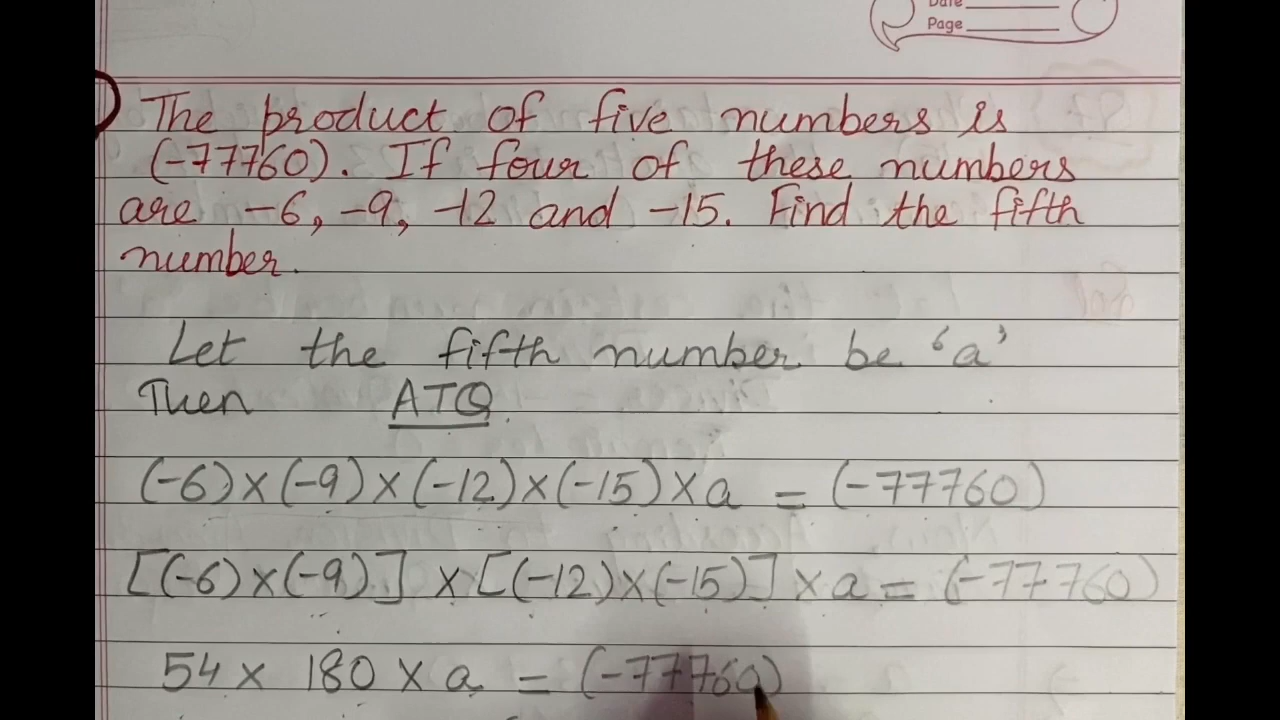 Date
Page
The product of five numbers is
(-77760). If four of these numbers
are -6, -9, -12 and -15. Find the fifth
number.
Let the fifth number be 'a'
Then ATQ
(-6)×(-9)×(-12)×(-15)×a = (-77760)
[(-6)×(-9)]×[(-12)×(-15)]×a=(-77760)
54× 180×a = (-77760)